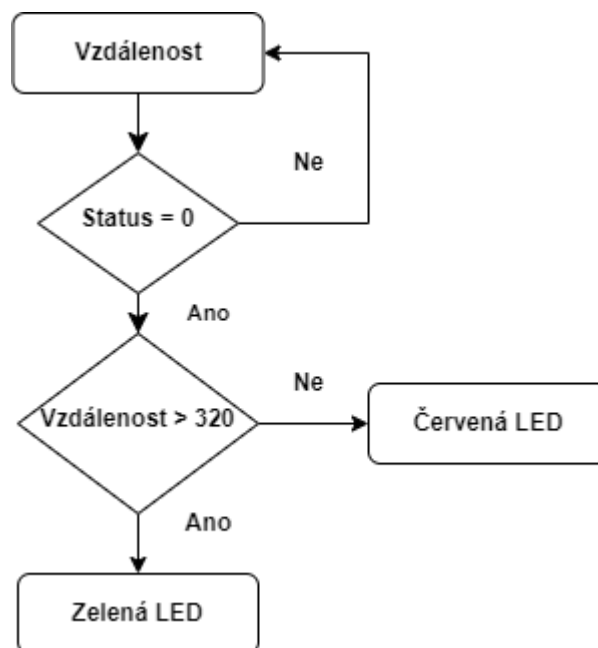 Vzdálenost
Ne
Status = 0
Ano
Ne
Vzdálenost > 320
Červená LED
Ano
Zelená LED